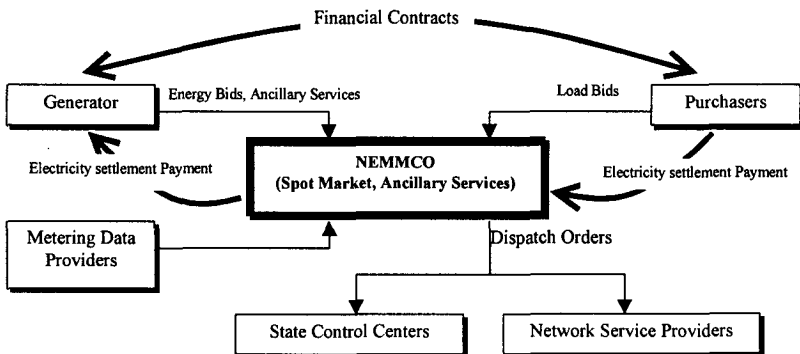 Financial Contracts
Generator
Energy Bids, Ancillary Services
Load Bids
Purchasers
NEMMCO
(Spot Market, Ancillary Services)
Electricity settlement Payment
Electricity settlement Payment
Metering Data
Providers
Dispatch Orders
State Control Centers
Network Service Providers